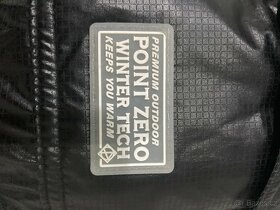 PREMIUM OUTDOOR
POINT ZERO
WINTER TECH
KEEPS YOU WARM